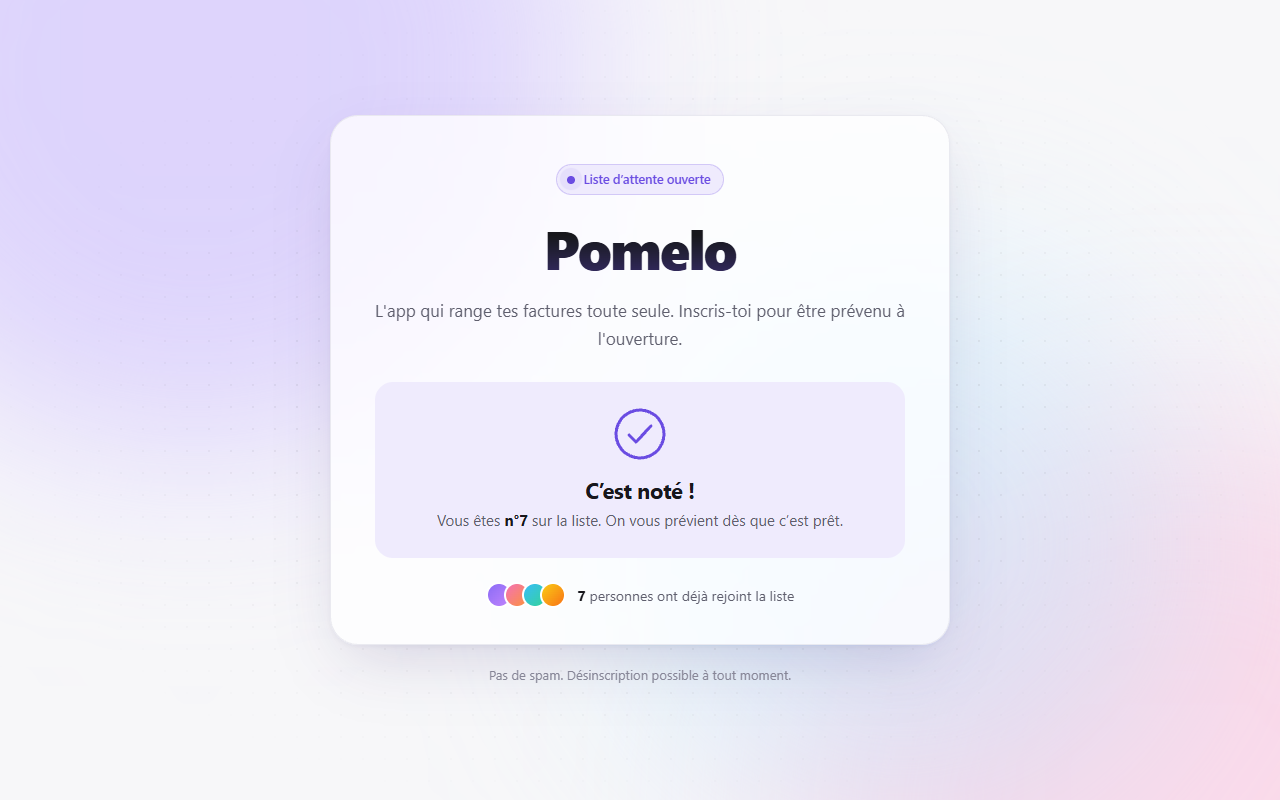 Liste d’attente ouverte
Pomelo
L'app qui range tes factures toute seule. Inscris-toi pour être prévenu à
l'ouverture.
C’est noté !
Vous êtes n°7 sur la liste. On vous prévient dès que c’est prêt.
7 personnes ont déjà rejoint la liste
Pas de spam. Désinscription possible à tout moment.